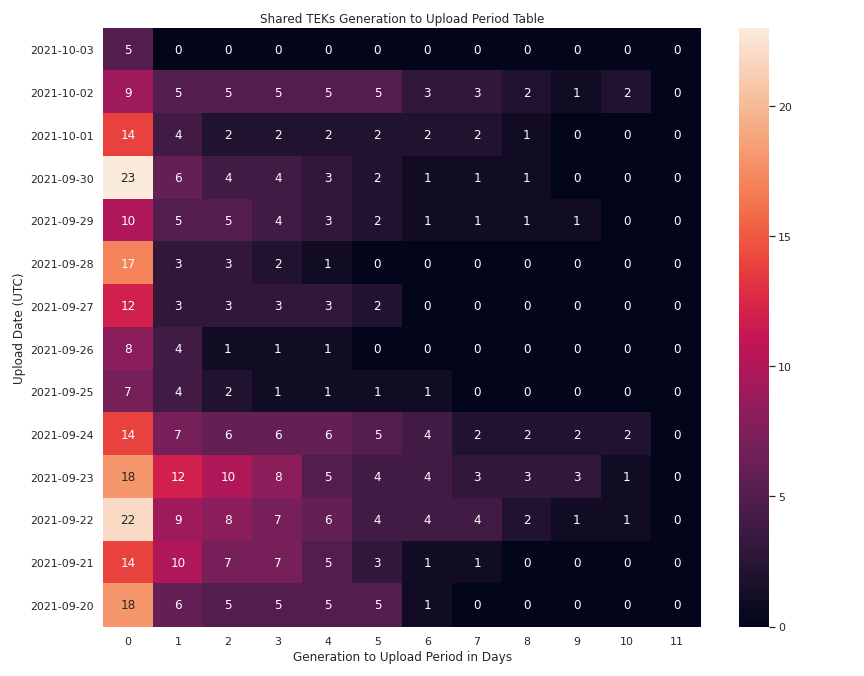 Shared TEKs Generation to Upload Period Table
2021-10-03 5 0 0 0 0 0 0 0 0 0 0 0
2021-10-02 9 5 5 5 5 5 3 3 2 1 2 0
2021-10-01 14 4 2 2 2 2 2 2 1 0 0 0
2021-09-30 23 6 4 4 3 2 1 1 1 0 0 0
2021-09-29 10 5 5 4 3 2 1 1 1 1 0 0
2021-09-28 17 3 3 2 1 0 0 0 0 0 0 0
2021-09-27 12 3 3 3 3 2 0 0 0 0 0 0
2021-09-26 8 4 1 1 1 0 0 0 0 0 0 0
2021-09-25 7 4 2 1 1 1 1 0 0 0 0 0
2021-09-24 14 7 6 6 6 5 4 2 2 2 2 0
2021-09-23 18 12 10 8 5 4 4 3 3 3 1 0
2021-09-22 22 9 8 7 6 4 4 4 2 1 1 0
2021-09-21 14 10 7 7 5 3 1 1 0 0 0 0
2021-09-20 18 6 5 5 5 5 1 0 0 0 0 0
0 1 2 3 4 5 6 7 8 9 10 11
Generation to Upload Period in Days
Upload Date (UTC)
20
15
10
5
0